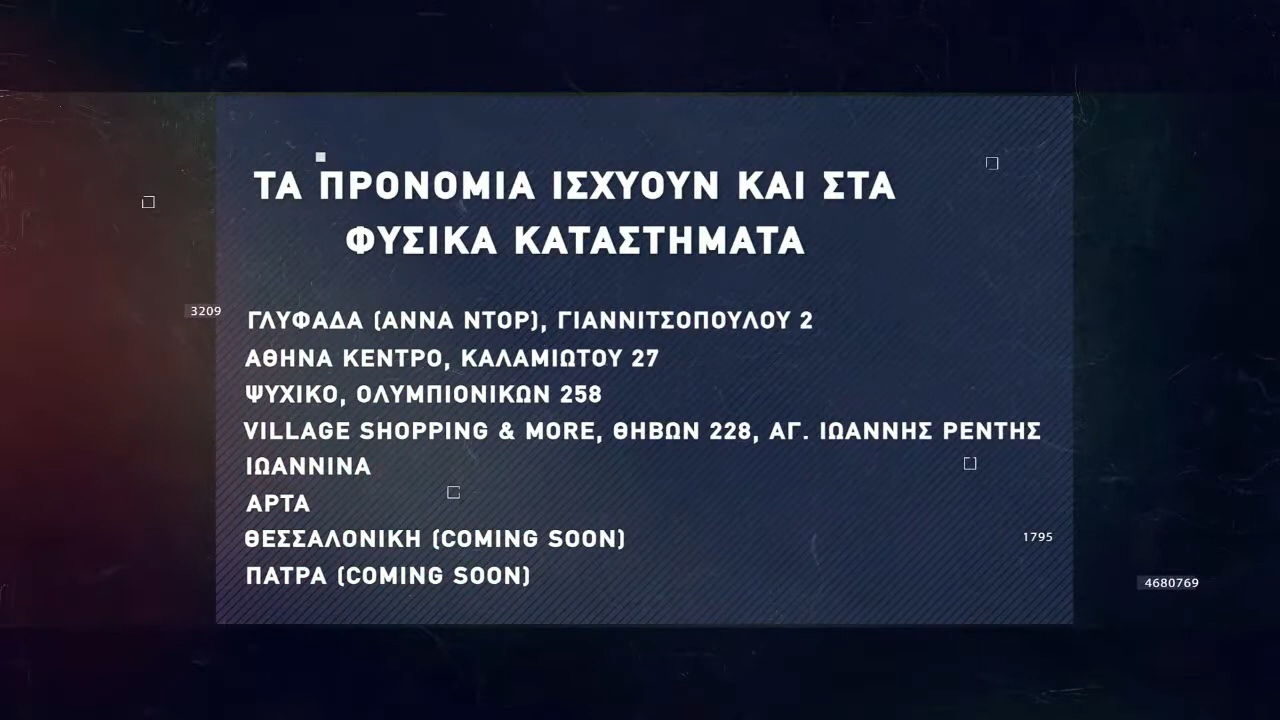 ΤΑ ΠΡΟΝΟΜΙΑ ΙΣΧΥΟΥΝ ΚΑΙ ΣΤΑ
ΦΥΣΙΚΑ ΚΑΤΑΣΤΗΜΑΤΑ
3209
ΓΛΥΦΑΔΑ (ΑΝΝΑ ΝΤΟΡ), ΓΙΑΝΝΙΤΣΟΠΟΥΛΟΥ 2
ΑΘΗΝΑ ΚΕΝΤΡΟ, ΚΑΛΑΜΙΩΤΟΥ 27
ΨΥΧΙΚΟ, ΟΛΥΜΠΙΟΝΙΚΩΝ 258
VILLAGE SHOPPING & MORE, ΘΗΒΩΝ 228, ΑΓ. ΙΩΑΝΝΗΣ ΡΕΝΤΗΣ
ΙΩΑΝΝΙΝΑ
ΑΡΤΑ
ΘΕΣΣΑΛΟΝΙΚΗ (COMING SOON)
1795
ΠΑΤΡΑ (COMING SOON)
4680769